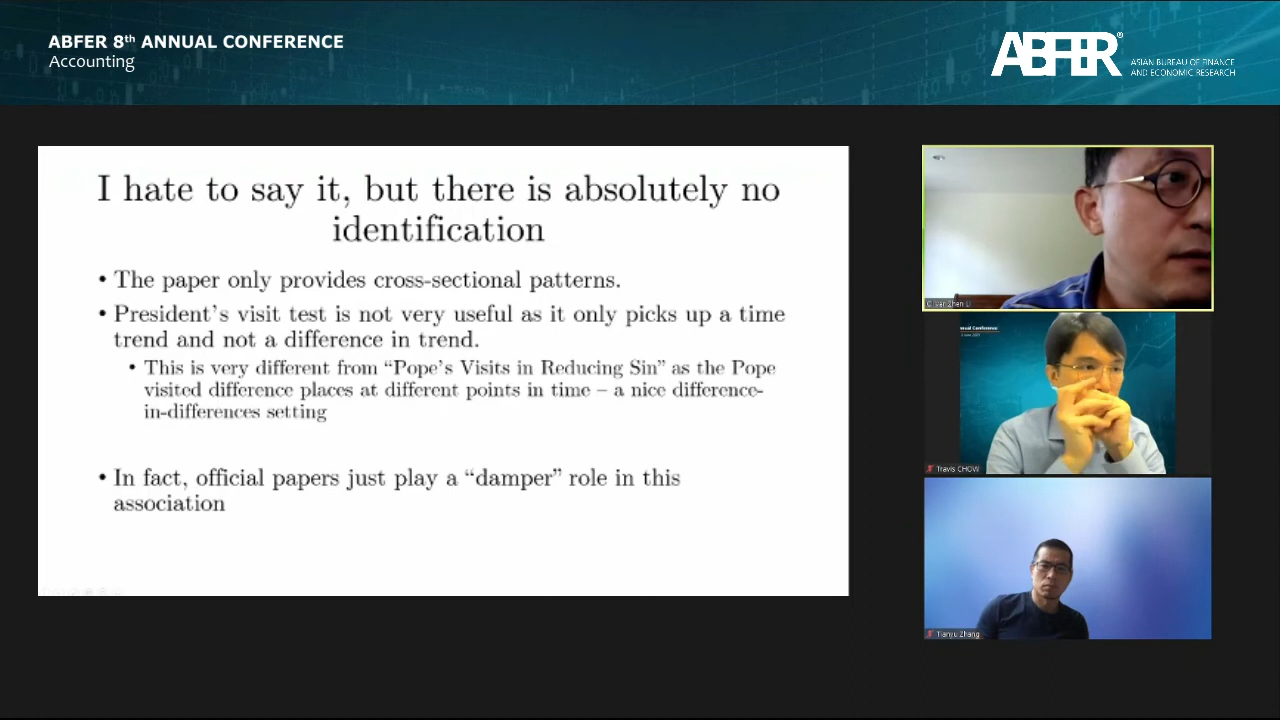 ABFER 8th ANNUAL CONFERENCE
Accounting
ABFER®
ASIAN BUREAU OF FINANCE
AND ECONOMIC RESEARCH
I hate to say it, but there is absolutely no
identification
• The paper only provides cross-sectional patterns.
• President's visit test is not very useful as it only picks up a time
trend and not a difference in trend.
• This is very different from “Pope's Visits in Reducing Sin” as the Pope
visited difference places at different points in time – a nice difference-
in-differences setting
• In fact, official papers just play a “damper” role in this
association
Zhen Li
Annual Conference
Travis CHOW
Tianyu Zhang